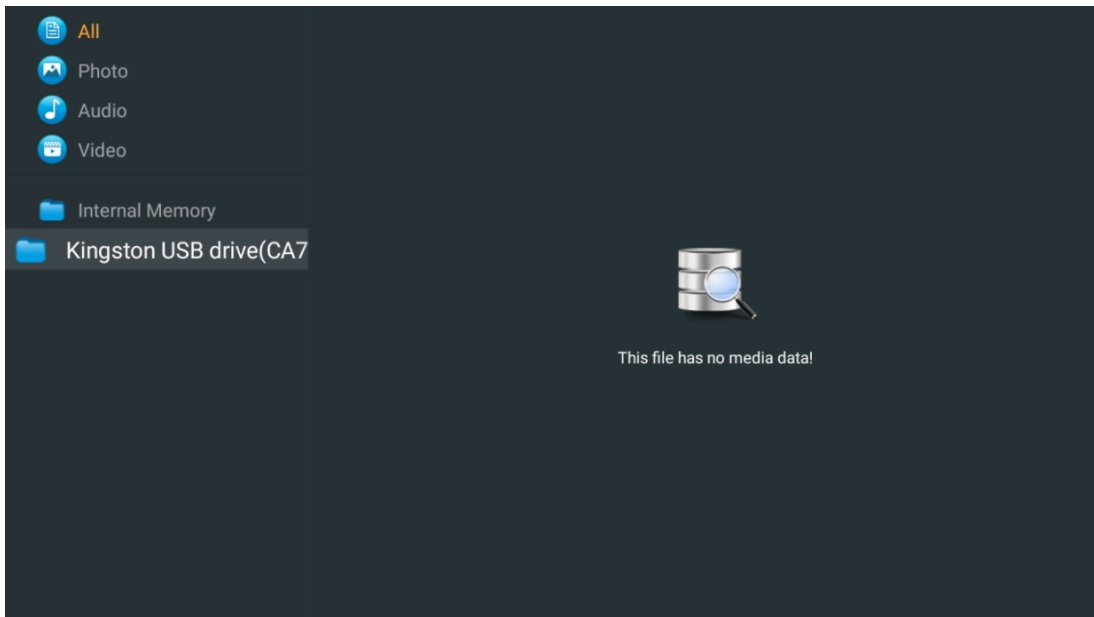 All
Photo
Audio
Video
Internal Memory
Kingston USB drive(CA7
This file has no media data!